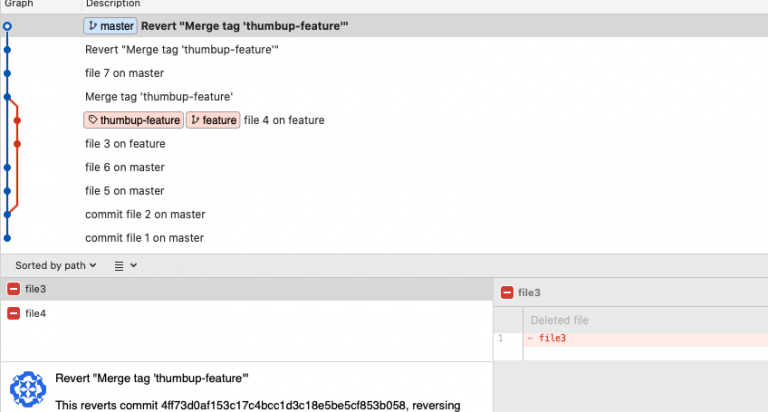 Graph Description
master Revert "Merge tag 'thumbup-feature'"
Revert "Merge tag 'thumbup-feature'"
file 7 on master
Merge tag 'thumbup-feature'
thumbup-feature feature file 4 on feature
file 3 on feature
file 6 on master
file 5 on master
commit file 2 on master
commit file 1 on master
Sorted by path
file3
file4
file3
Deleted file
1 - file3
Revert "Merge tag 'thumbup-feature'"
This reverts commit 4ff73d0af153c17c4bcc1d3c18e5be5cf853b058, reversing